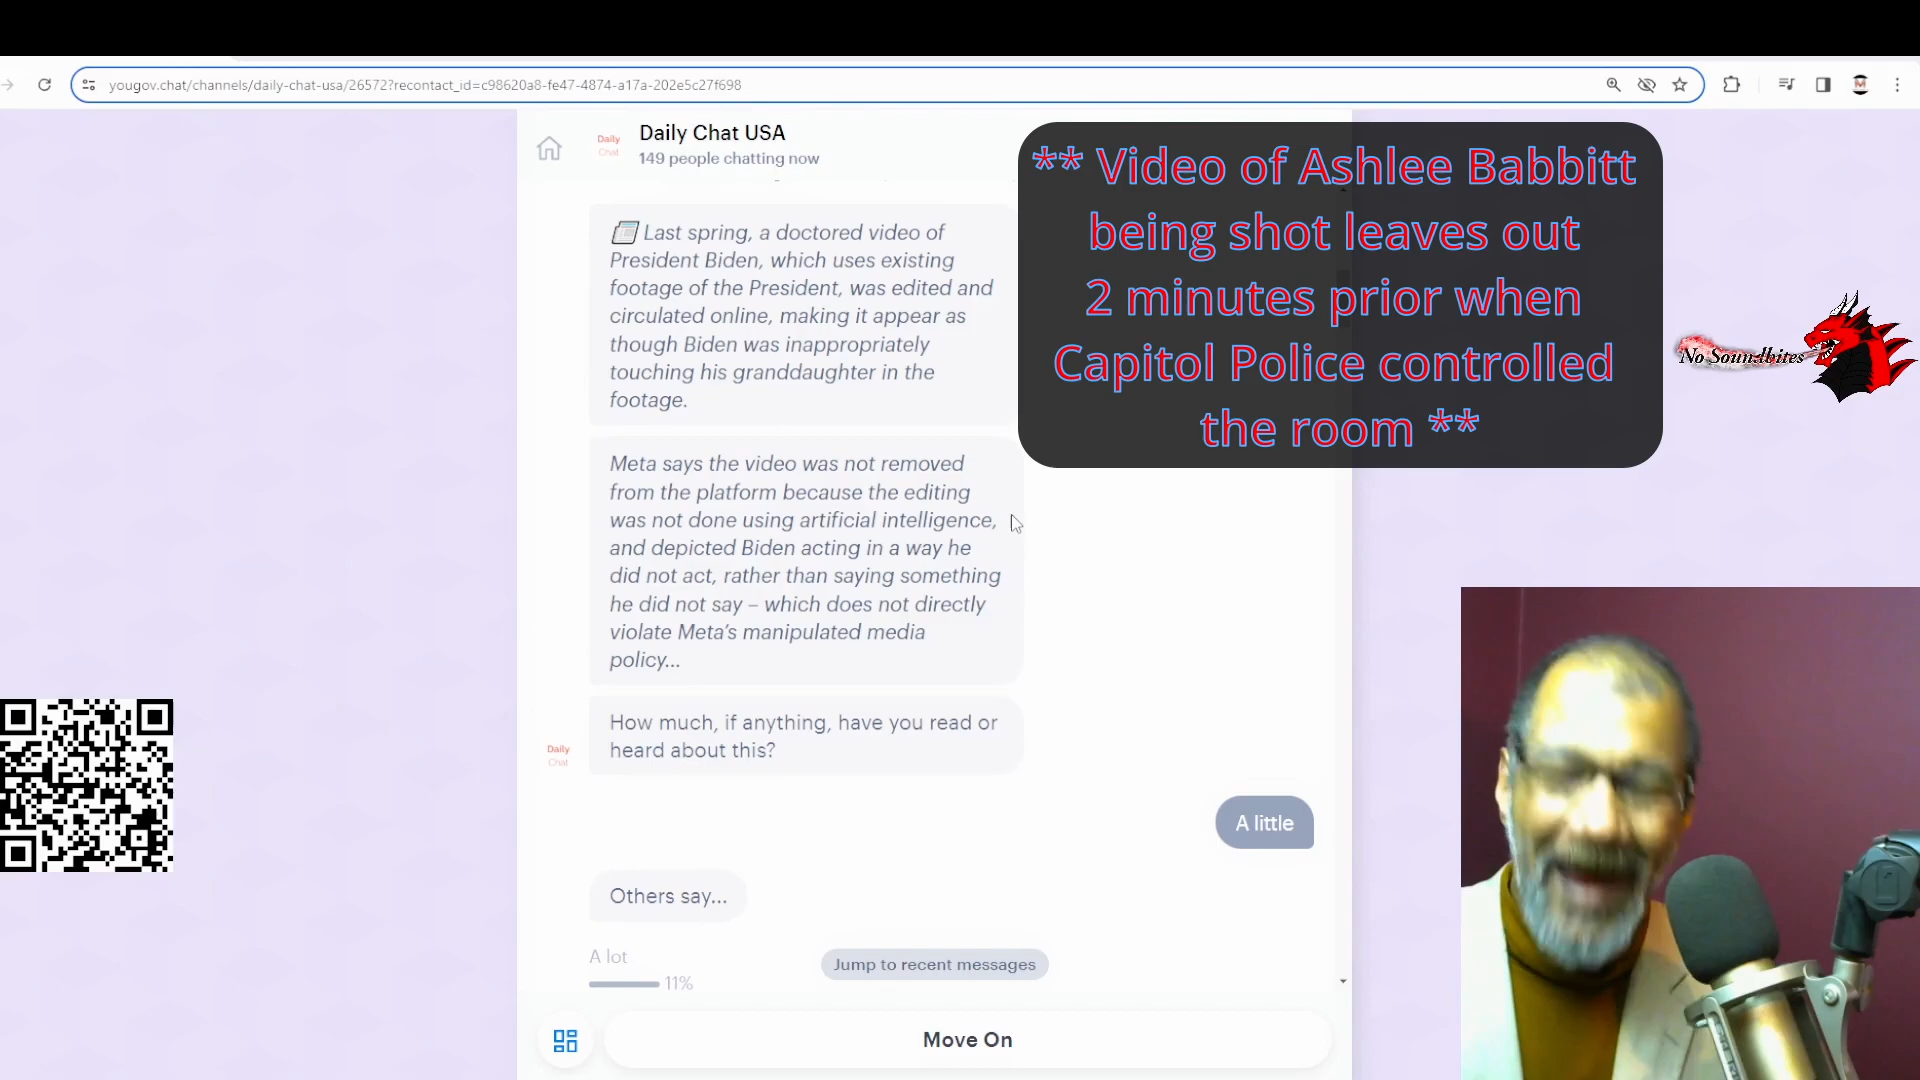 yougov.chat/channels/daily-chat-usa/26572?recontact_id=c98620a8-fe47-4874-a17a-202e5c27f698
Daily
Chat
Daily Chat USA
149 people chatting now
** Video of Ashlee Babbitt
being shot leaves out
2 minutes prior when
Capitol Police controlled
the room **
No Soundbites
Last spring, a doctored video of
President Biden, which uses existing
footage of the President, was edited and
circulated online, making it appear as
though Biden was inappropriately
touching his granddaughter in the
footage.
Meta says the video was not removed
from the platform because the editing
was not done using artificial intelligence,
and depicted Biden acting in a way he
did not act, rather than saying something
he did not say – which does not directly
violate Meta’s manipulated media
policy...
How much, if anything, have you read or
heard about this?
Daily
Chat
A little
Others say...
A lot
11%
Jump to recent messages
Move On